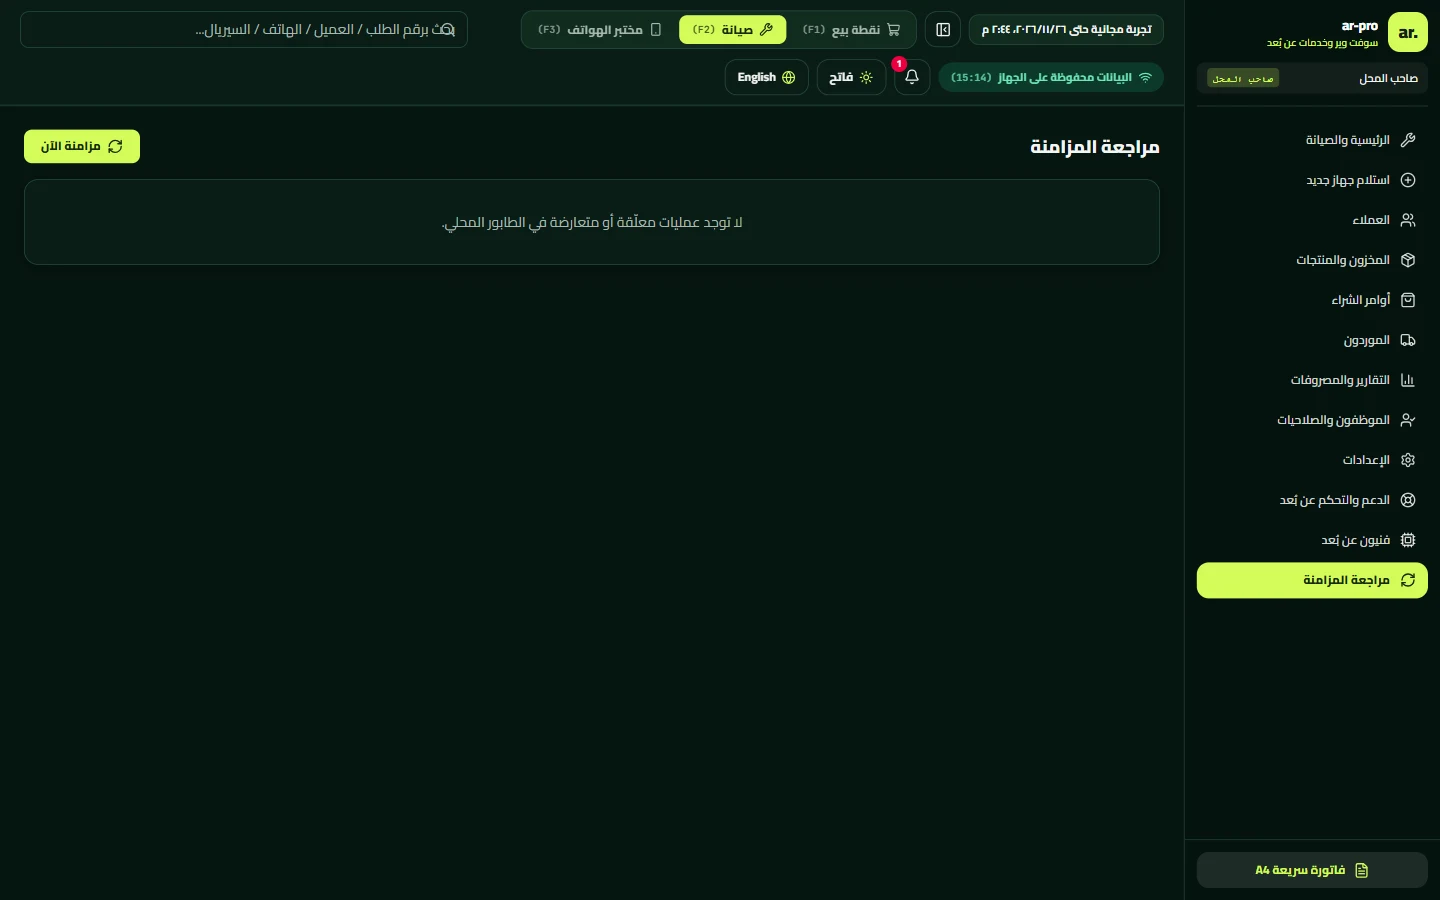 ar.
ar-pro
سوفت وير وخدمات عن بُعد
صاحب المحل
صاحب المحل
الرئيسية والصيانة
استلام جهاز جديد
العملاء
المخزون والمنتجات
أوامر الشراء
الموردون
التقارير والمصروفات
الموظفون والصلاحيات
الإعدادات
الدعم والتحكم عن بُعد
فنيون عن بُعد
مراجعة المزامنة
فاتورة سريعة A4
تجربة مجانية حتى ٢٠٢٦/١١/٢٦، ٢:٤٤ م
نقطة بيع (F1)
صيانة (F2)
مختبر الهواتف (F3)
برقم الطلب / العميل / الهاتف / السيريال...
البيانات محفوظة على الجهاز (15:14)
1
فاتح
English
مراجعة المزامنة
مزامنة الآن
لا توجد عمليات معلّقة أو متعارضة في الطابور المحلي.